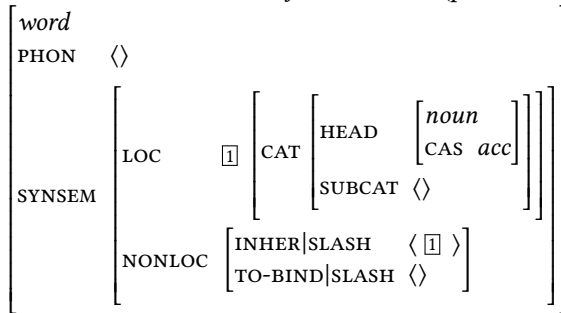 word
PHON ⟨⟩
HEAD [noun
LOC 1 CAT CAS acc]
SUBCAT ⟨⟩
SYNSEM
NONLOC [INHER|SLASH ⟨ 1 ⟩
TO-BIND|SLASH ⟨⟩]